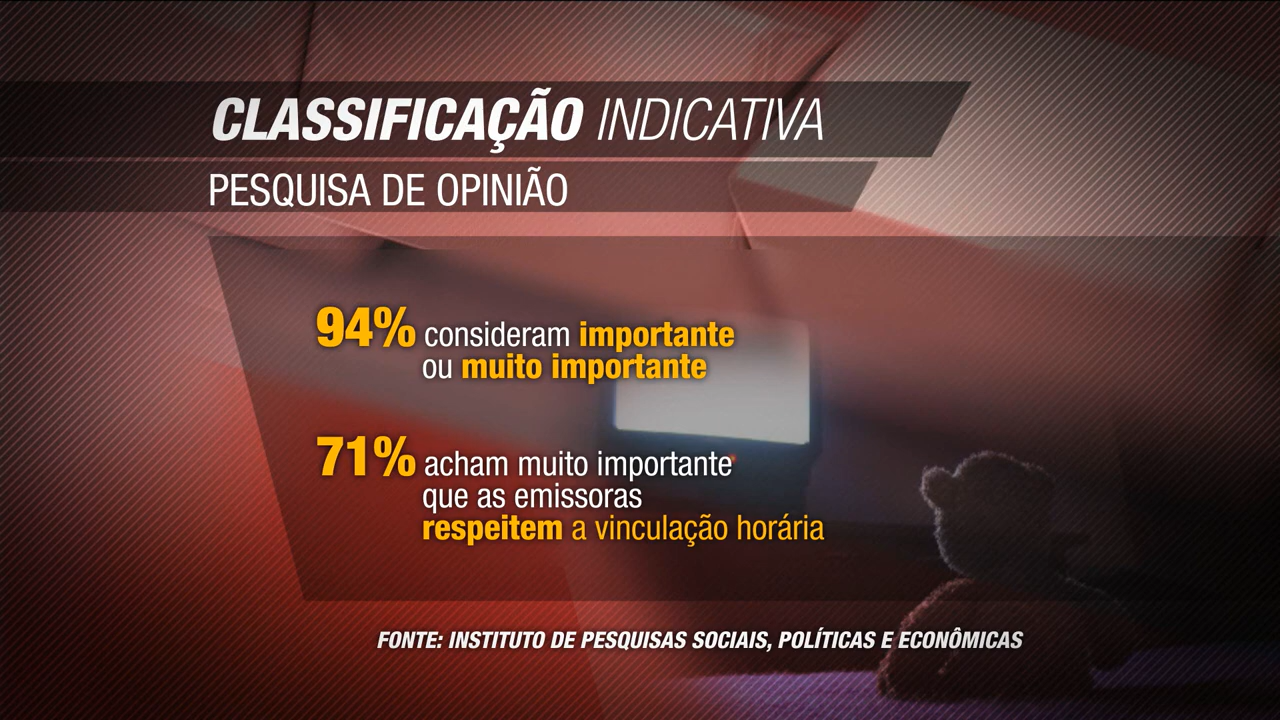 CLASSIFICAÇÃO INDICATIVA
PESQUISA DE OPINIÃO
94% consideram importante
ou muito importante
71% acham muito importante
que as emissoras
respeitem a vinculação horária
FONTE: INSTITUTO DE PESQUISAS SOCIAIS, POLÍTICAS E ECONÔMICAS